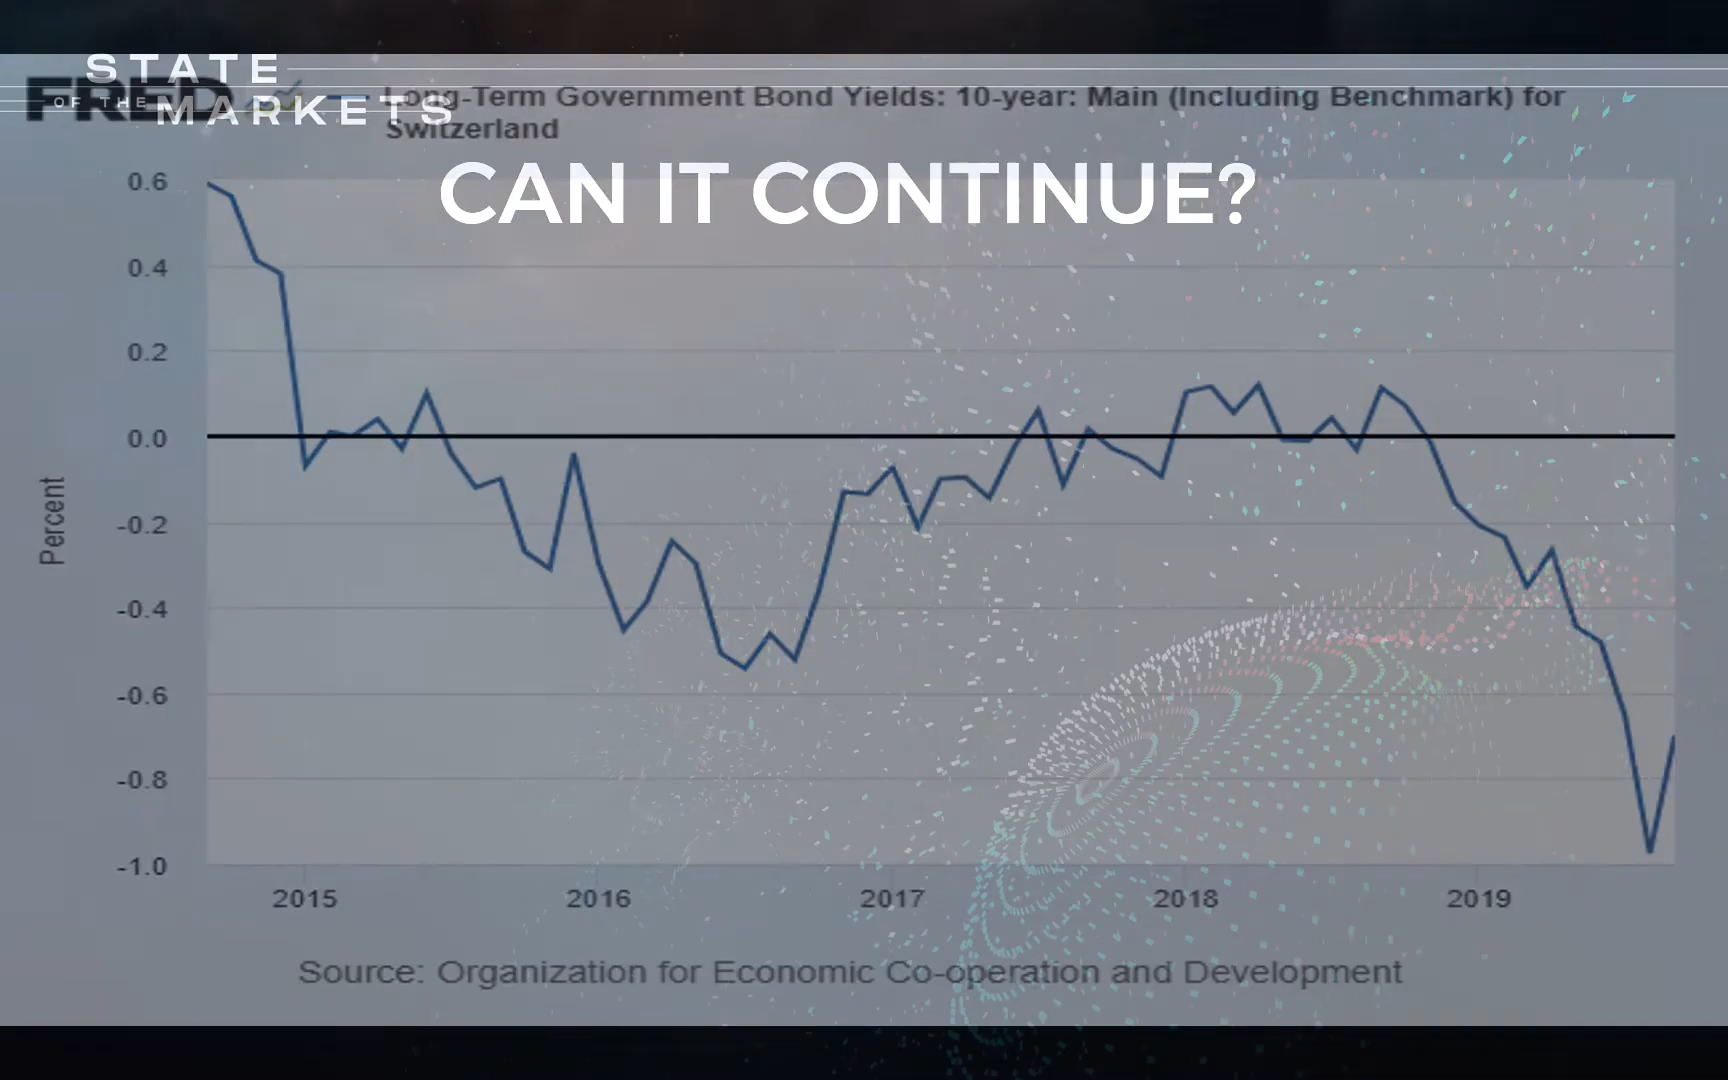 STATE
OF THE
MARKETS
FRED
Long-Term Government Bond Yields: 10-year: Main (Including Benchmark) for
Switzerland
CAN IT CONTINUE?
0.6
0.4
0.2
0.0
-0.2
-0.4
-0.6
-0.8
-1.0
Percent
2015 2016 2017 2018 2019
Source: Organization for Economic Co-operation and Development